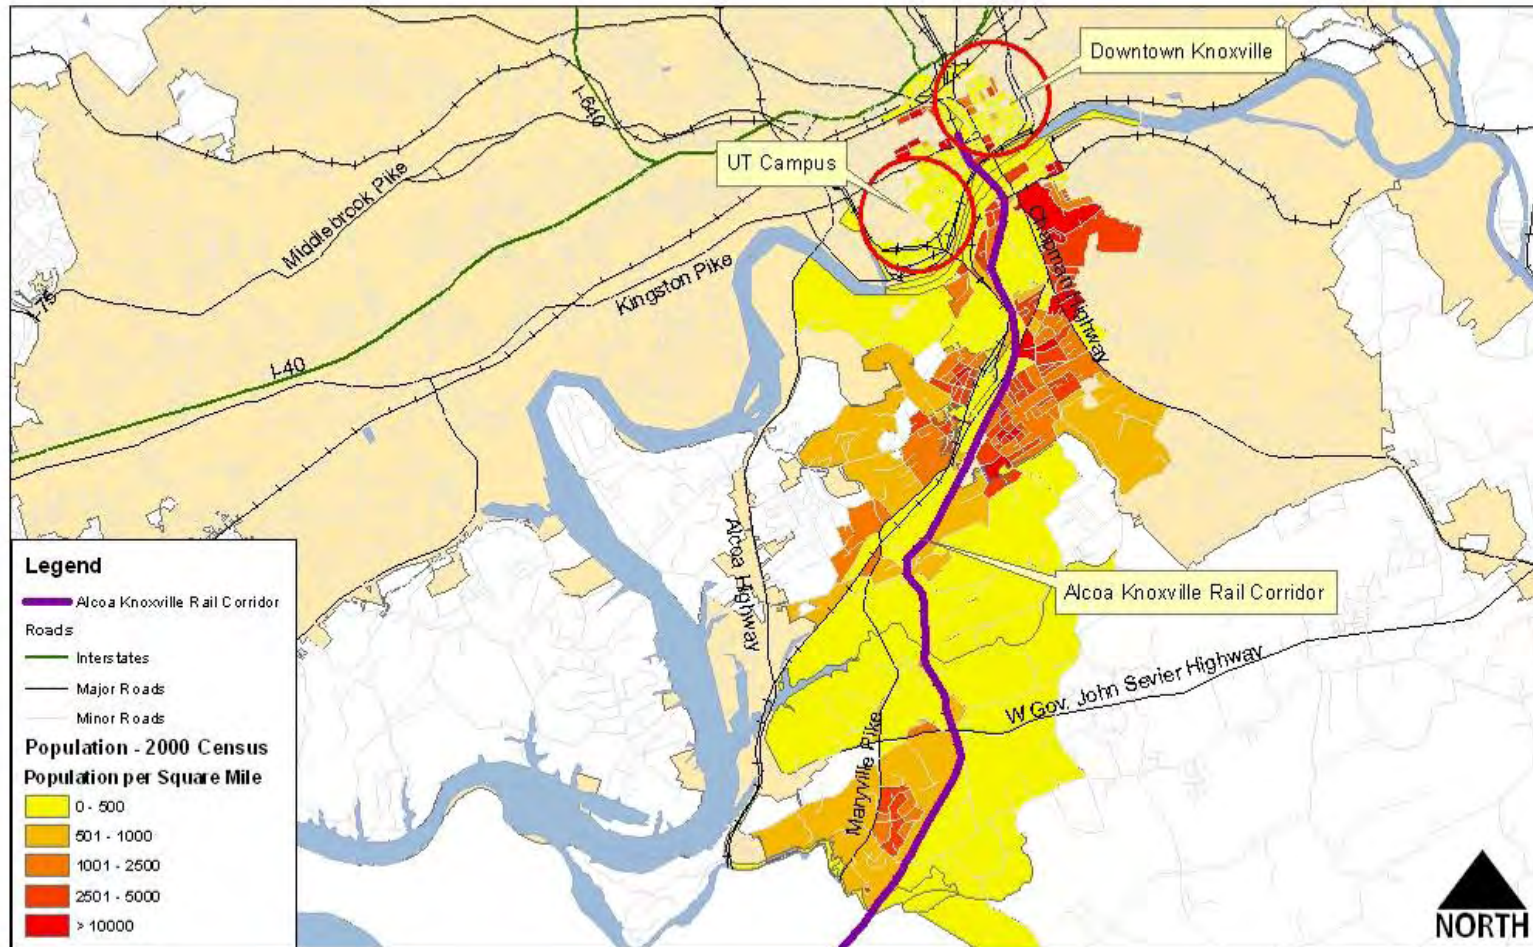 Downtown Knoxville
I-640
UT Campus
Middlebrook Pike
Chapman Highway
Kingston Pike
I-75
I-40
Alcoa Highway
Alcoa Knoxville Rail Corridor
W Gov. John Sevier Highway
Maryville Pike
Legend
Alcoa Knoxville Rail Corridor
Roads
Interstates
Major Roads
Minor Roads
Population - 2000 Census
Population per Square Mile
0 - 500
501 - 1000
1001 - 2500
2501 - 5000
> 10000
NORTH